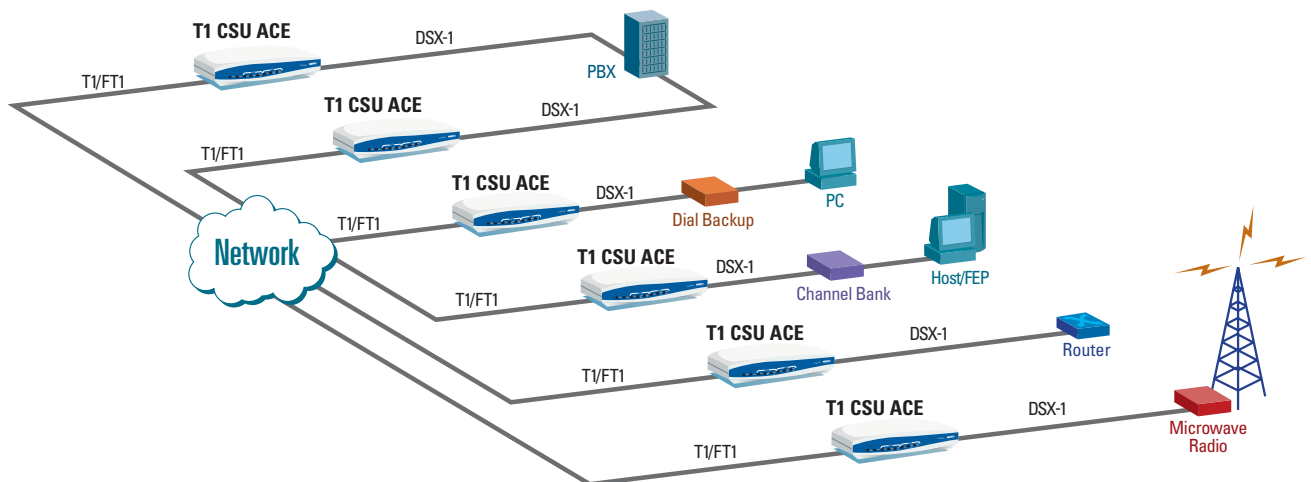 T1 CSU ACE
DSX-1
T1/FT1
PBX
T1 CSU ACE
DSX-1
T1/FT1
T1 CSU ACE
DSX-1
Dial Backup
PC
T1/FT1
Network
T1 CSU ACE
DSX-1
Channel Bank
Host/FEP
T1/FT1
T1 CSU ACE
DSX-1
Router
T1/FT1
T1 CSU ACE
DSX-1
Microwave
Radio
T1/FT1